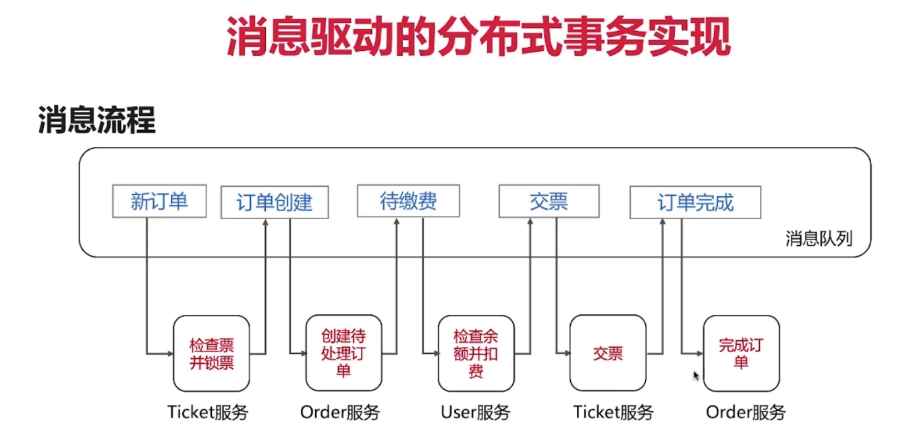 消息驱动的分布式事务实现
消息流程
新订单
订单创建
待缴费
交票
订单完成
消息队列
检查票
并锁票
创建待
处理订
单
检查余
额并扣
费
交票
完成订
单
Ticket服务
Order服务
User服务
Ticket服务
Order服务